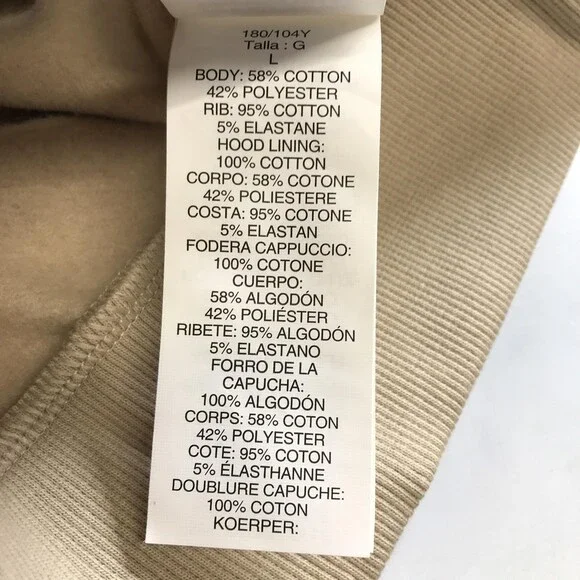 180/104Y
Talla : G
L
BODY: 58% COTTON
42% POLYESTER
RIB: 95% COTTON
5% ELASTANE
HOOD LINING:
100% COTTON
CORPO: 58% COTONE
42% POLIESTERE
COSTA: 95% COTONE
5% ELASTAN
FODERA CAPPUCCIO:
100% COTONE
CUERPO:
58% ALGODÓN
42% POLIÉSTER
RIBETE: 95% ALGODÓN
5% ELASTANO
FORRO DE LA
CAPUCHA:
100% ALGODÓN
CORPS: 58% COTON
42% POLYESTER
COTE: 95% COTON
5% ÉLASTHANNE
DOUBLURE CAPUCHE:
100% COTON
KOERPER: